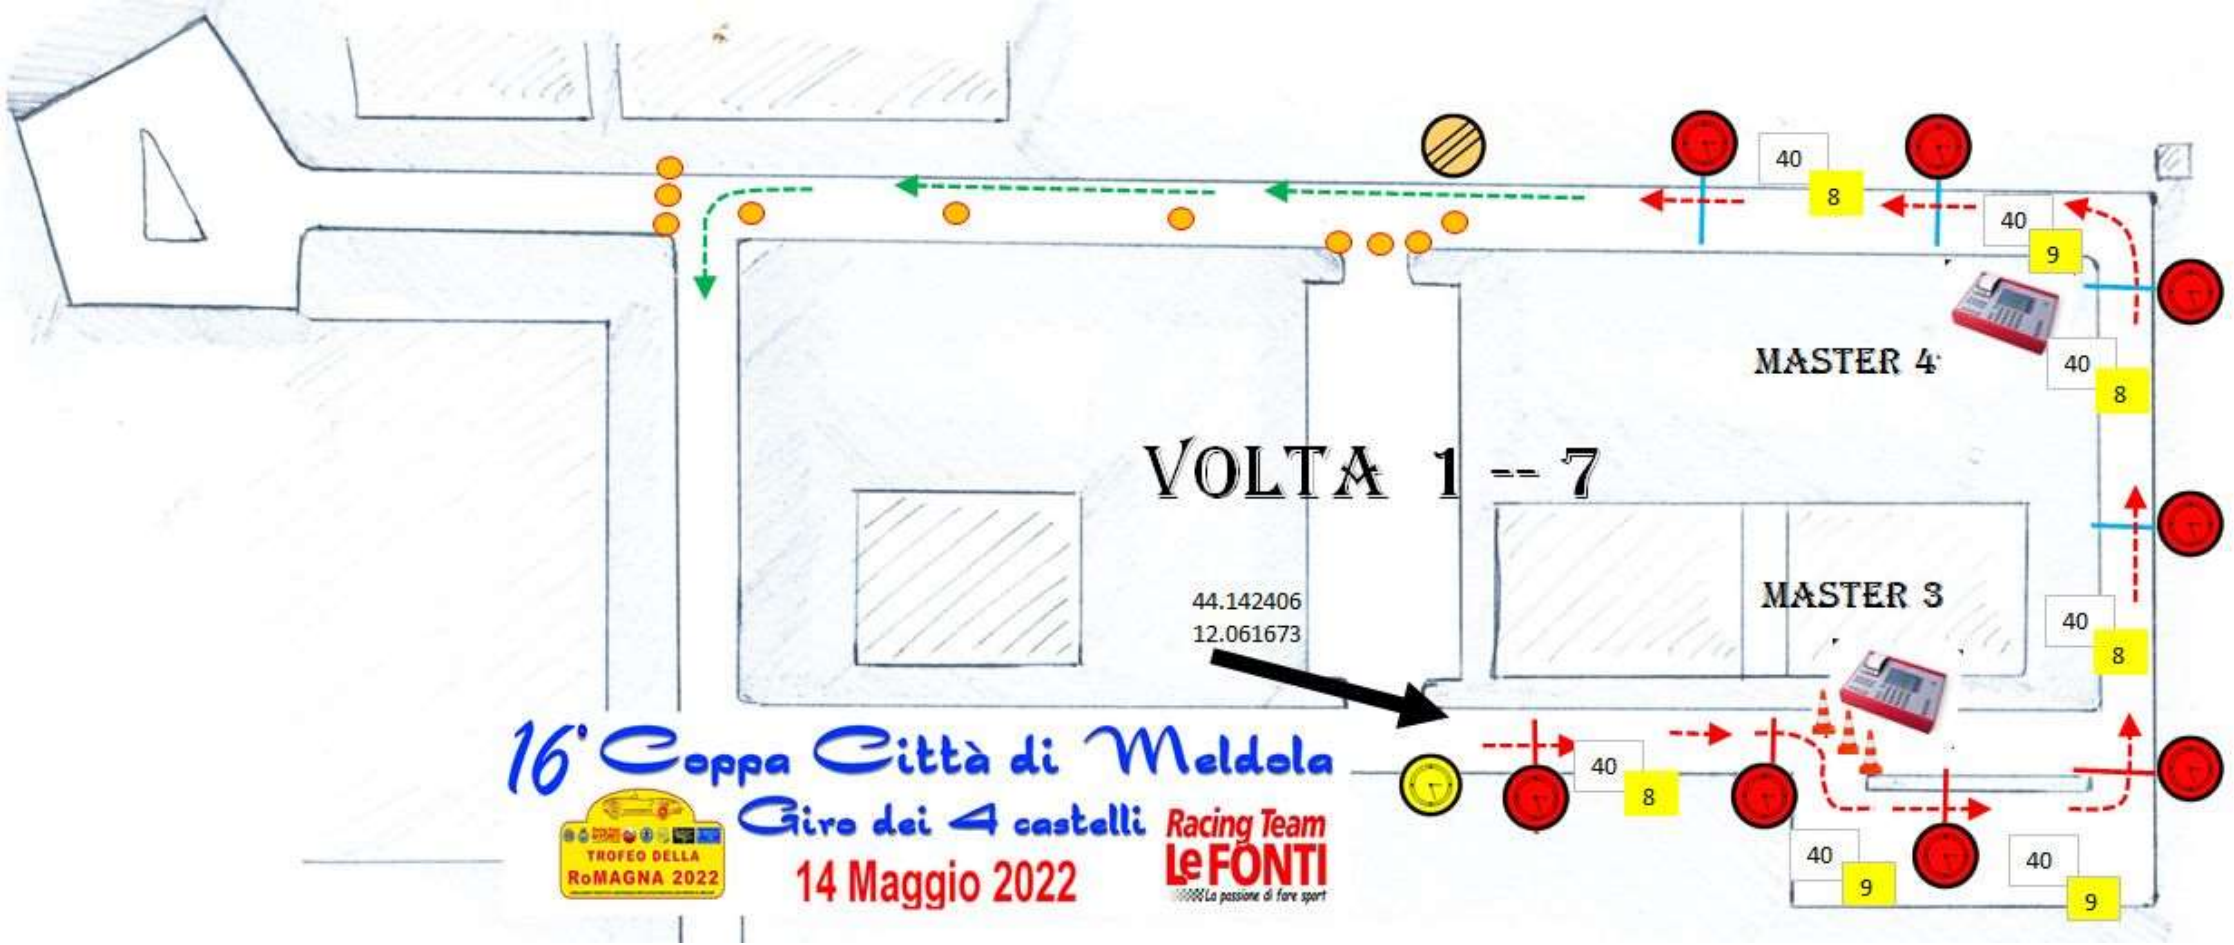 40
8
40
9
MASTER 4
40
8
VOLTA 1 -- 7
44.142406
12.061673
MASTER 3
40
8
16° Coppa Città di Meldola
Giro dei 4 castelli
14 Maggio 2022
TROFEO DELLA
RoMAGNA 2022
Racing Team
Le FONTI
La passione di fare sport
40
8
40
9
40
9